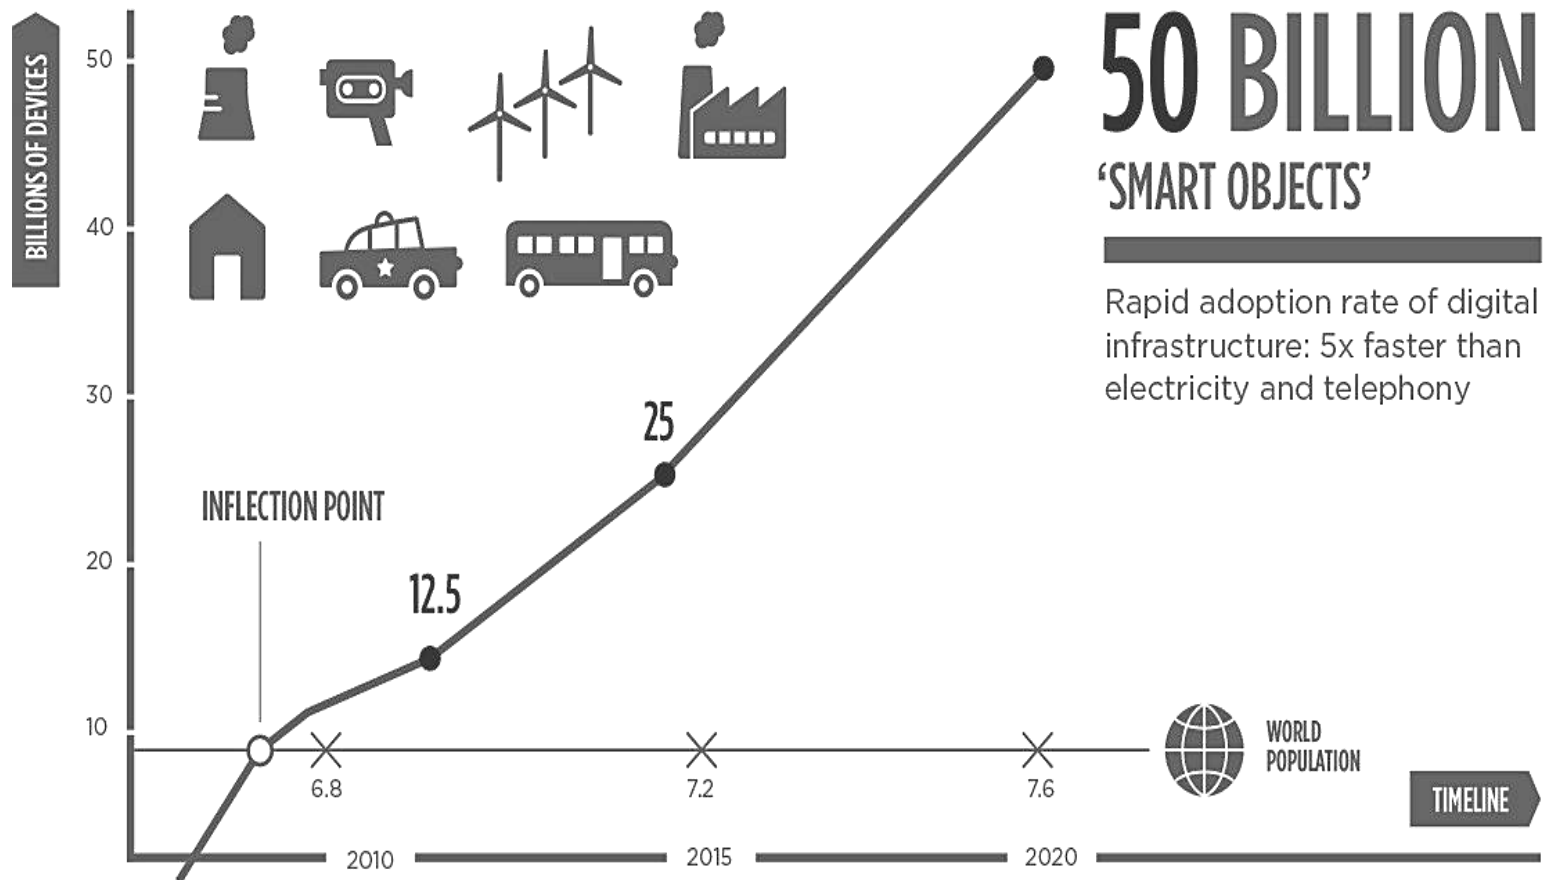 BILLIONS OF DEVICES
50
40
30
20
10
50 BILLION
‘SMART OBJECTS’
Rapid adoption rate of digital
infrastructure: 5x faster than
electricity and telephony
25
INFLECTION POINT
12.5
WORLD
POPULATION
6.8
7.2
7.6
TIMELINE
2010
2015
2020